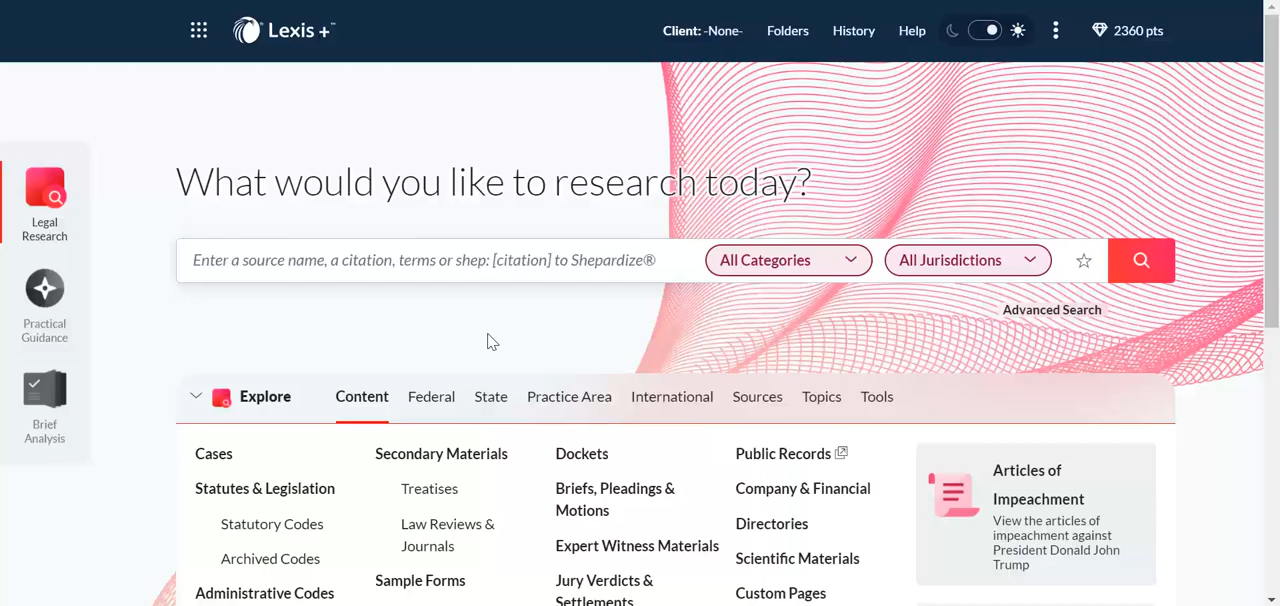 Lexis +™
Client: -None-
Folders
History
Help
2360 pts
Legal
Research
Practical
Guidance
Brief
Analysis
What would you like to research today?
Enter a source name, a citation, terms or shep: [citation] to Shepardize®
All Categories
All Jurisdictions
Advanced Search
Explore
Content
Federal
State
Practice Area
International
Sources
Topics
Tools
Cases
Statutes & Legislation
Statutory Codes
Archived Codes
Administrative Codes
Secondary Materials
Treatises
Law Reviews &
Journals
Sample Forms
Dockets
Briefs, Pleadings &
Motions
Expert Witness Materials
Jury Verdicts &
Settlements
Public Records
Company & Financial
Directories
Scientific Materials
Custom Pages
Articles of
Impeachment
View the articles of
impeachment against
President Donald John
Trump